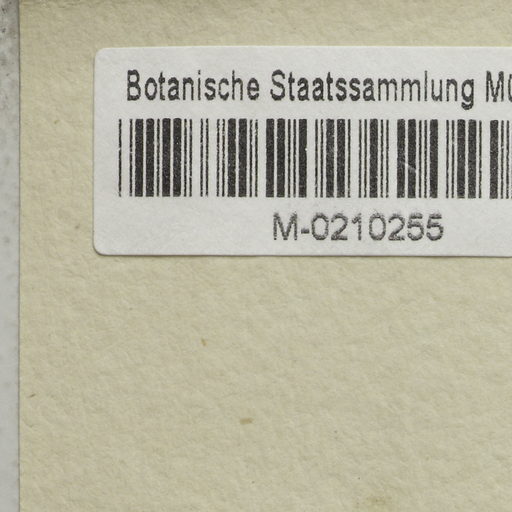 Botanische Staatssammlung Mü
M-0210255